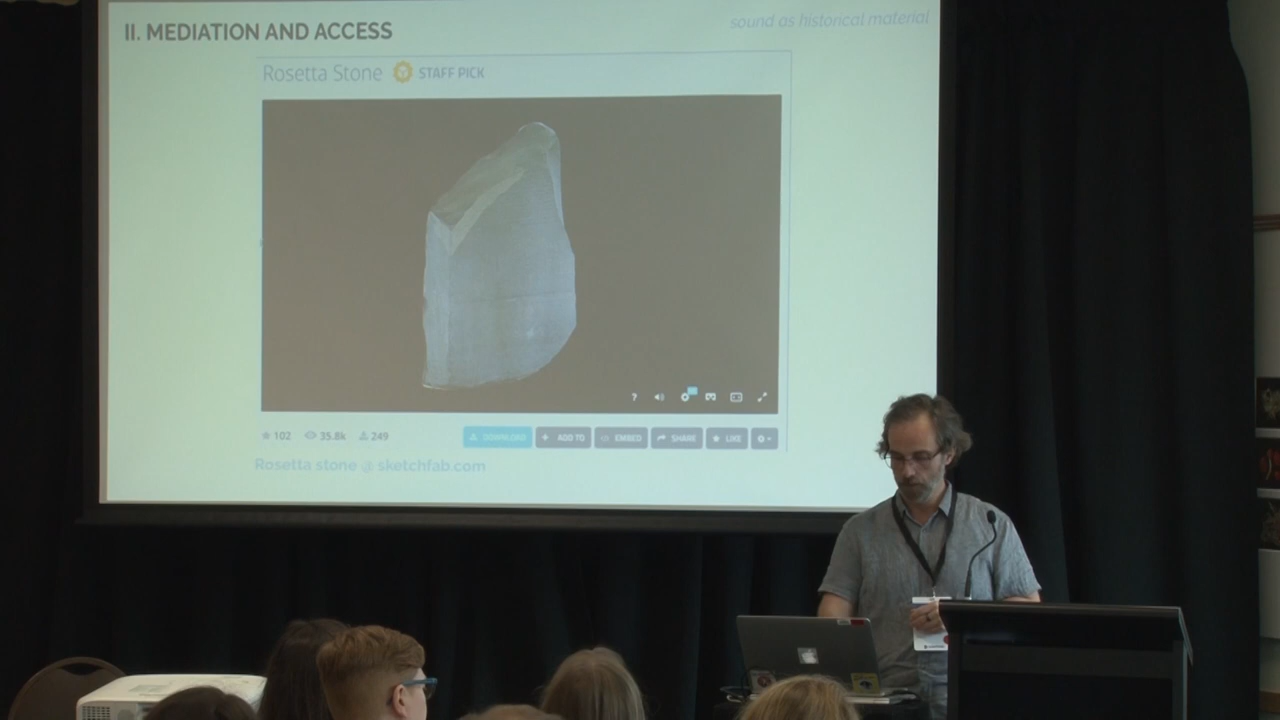 II. MEDIATION AND ACCESS
sound as historical material
Rosetta Stone STAFF PICK
102 35.8k 249 DOWNLOAD + ADD TO EMBED SHARE LIKE
Rosetta stone @ sketchfab.com